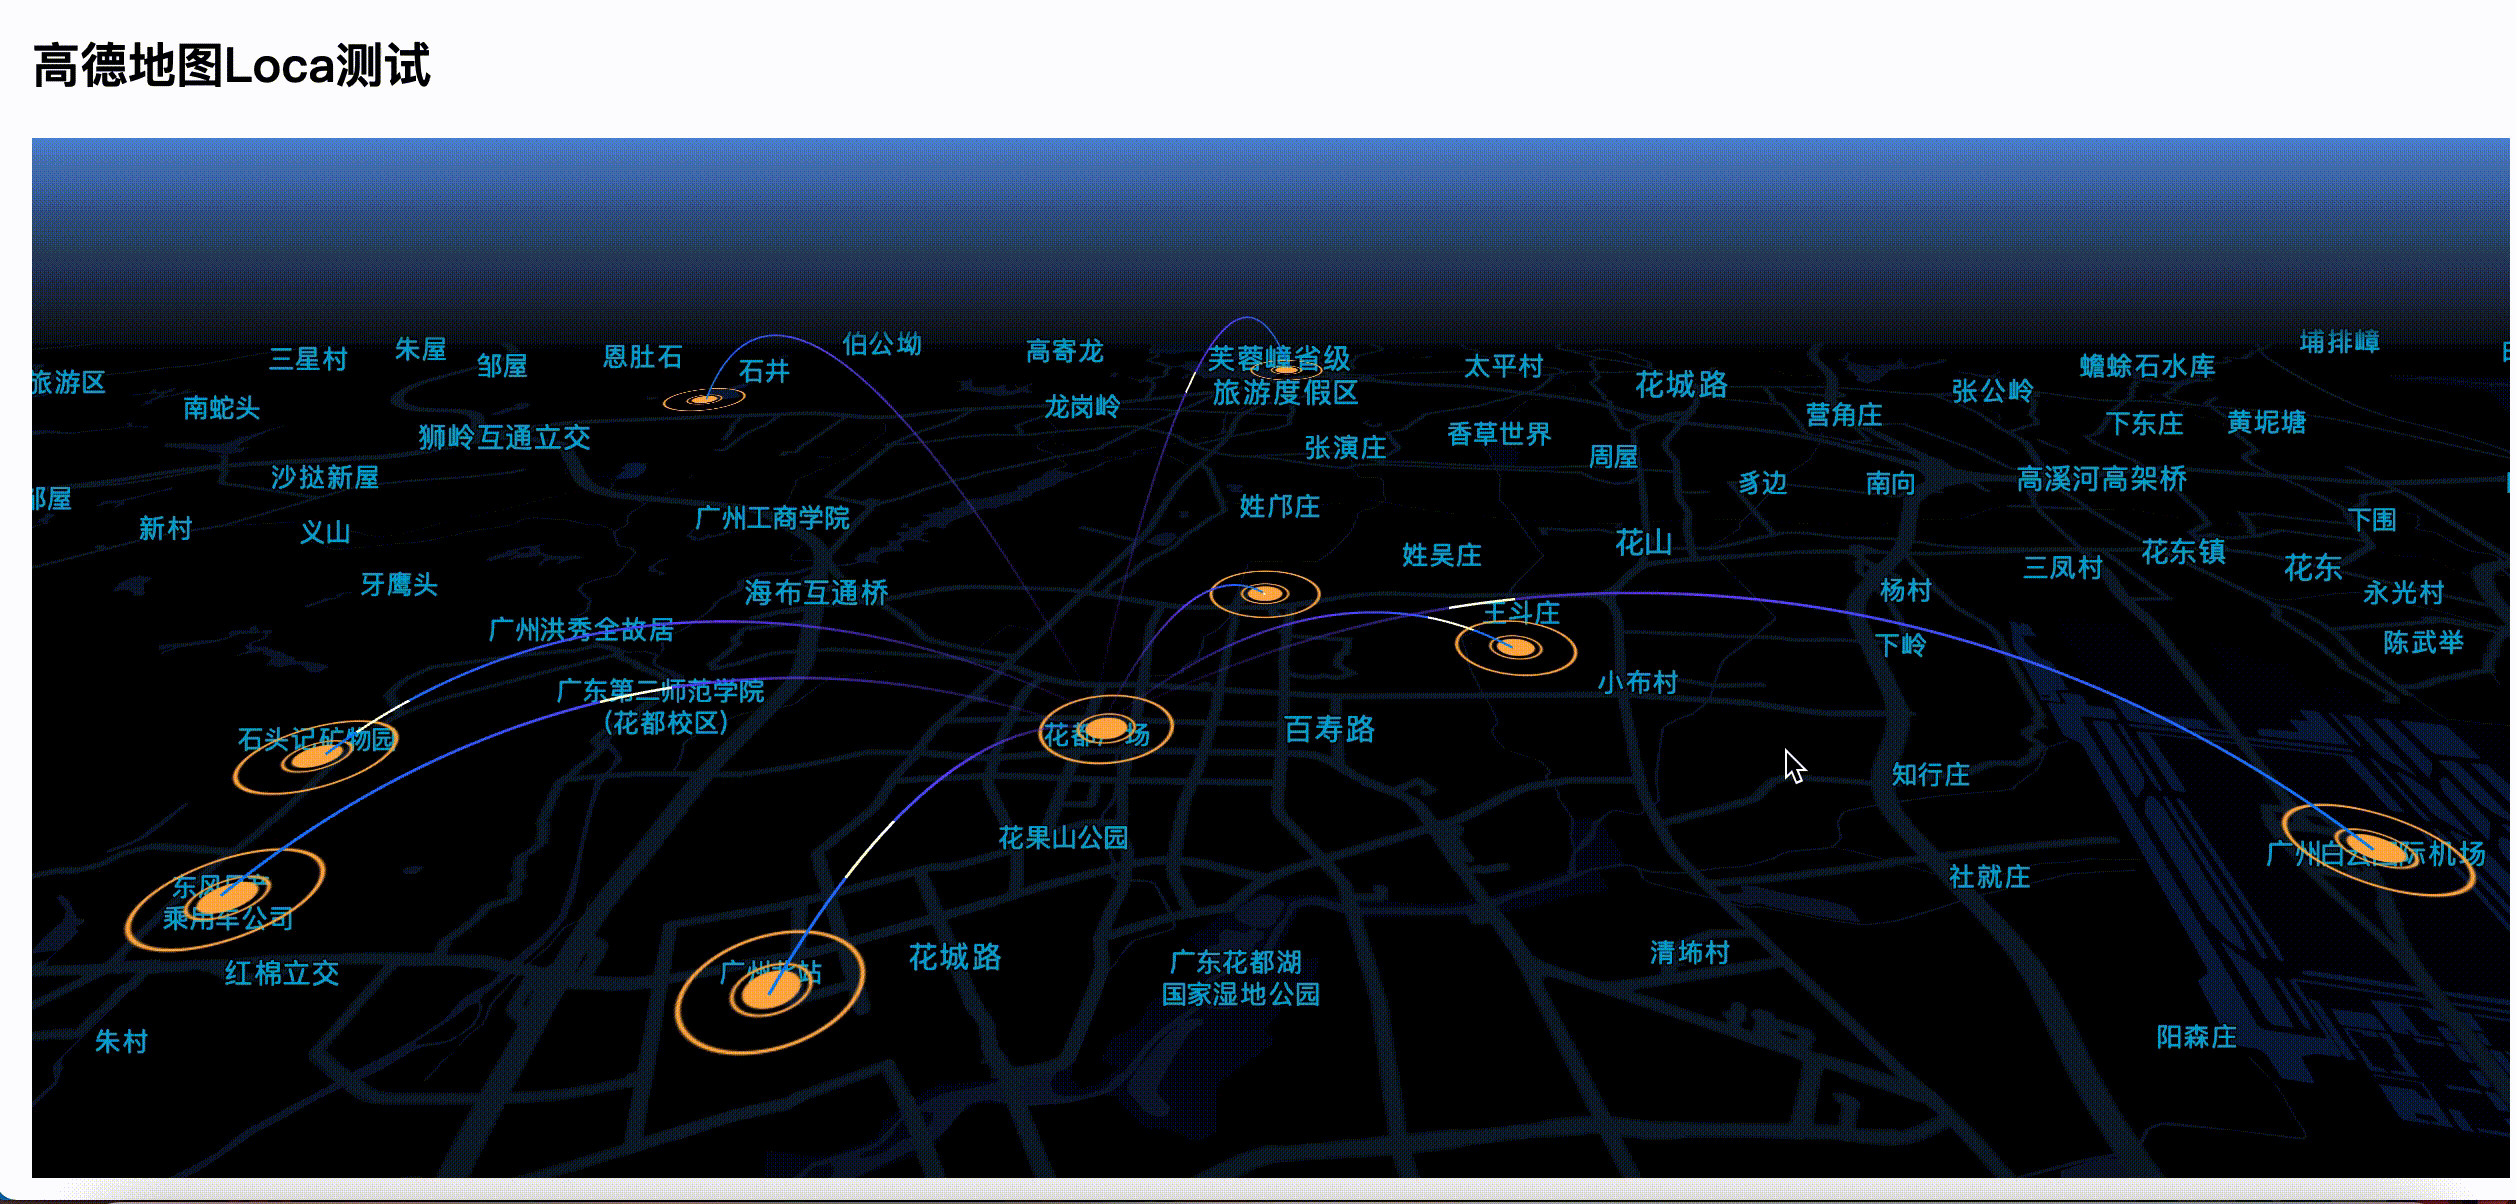 高德地图Loca测试
三星村
朱屋
邹屋
恩肚石
石井
伯公坳
高寄龙
芙蓉嶂省级
旅游度假区
太平村
花城路
张公岭
蟾蜍石水库
埔排嶂
旅游区
南蛇头
龙岗岭
营角庄
下东庄
黄坭塘
狮岭互通立交
张演庄
香草世界
周屋
沙挞新屋
豸边
南向
高溪河高架桥
新村
义山
广州工商学院
姓邝庄
下围
姓吴庄
花山
三凤村
花东镇
花东
牙鹰头
海布互通桥
杨村
永光村
广州洪秀全故居
王斗庄
下岭
陈武举
广东第二师范学院
(花都校区)
小布村
石头记矿物园
花都广场
百寿路
知行庄
花果山公园
广州白云国际机场
社就庄
乘用车公司
红棉立交
花城路
广东花都湖
国家湿地公园
清㘵村
朱村
阳森庄